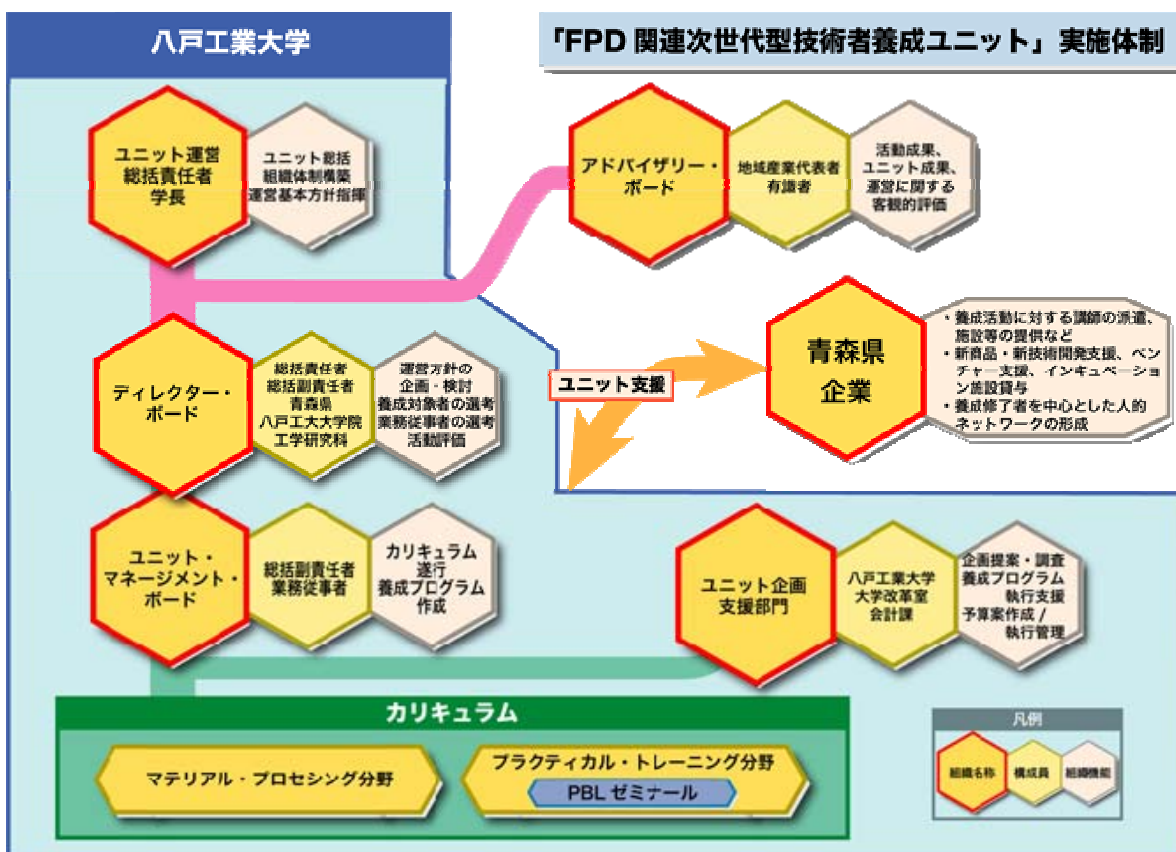 八戸工業大学
「FPD 関連次世代型技術者養成ユニット」実施体制
ユニット運営
総括責任者
学長
ユニット総括
組織体制構築
運営基本方針指揮
アドバイザリー・
ボード
地域産業代表者
有識者
活動成果、
ユニット成果、
運営に関する
客観的評価
ディレクター・
ボード
総括責任者
総括副責任者
青森県
八戸工大大学院
工学研究科
運営方針の
企画・検討
養成対象者の選考
業務従事者の選考
活動評価
ユニット支援
青森県
企業
・養成活動に対する講師の派遣、
施設等の提供など
・新商品・新技術開発支援、ベン
チャー支援、インキュベーショ
ン施設貸与
・養成修了者を中心とした人的
ネットワークの形成
ユニット・
マネージメント・
ボード
総括副責任者
業務従事者
カリキュラム
遂行
養成プログラム
作成
ユニット企画
支援部門
八戸工業大学
大学改革室
会計課
企画提案・調査
養成プログラム
執行支援
予算案作成 /
執行管理
カリキュラム
マテリアル・プロセシング分野
プラクティカル・トレーニング分野
PBL ゼミナール
凡例
組織名称
構成員
組織機能